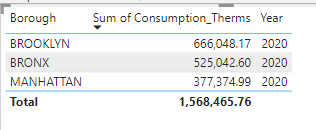 Borough Sum of Consumption_Therms Year
BROOKLYN 666,048.17 2020
BRONX 525,042.60 2020
MANHATTAN 377,374.99 2020
Total 1,568,465.76